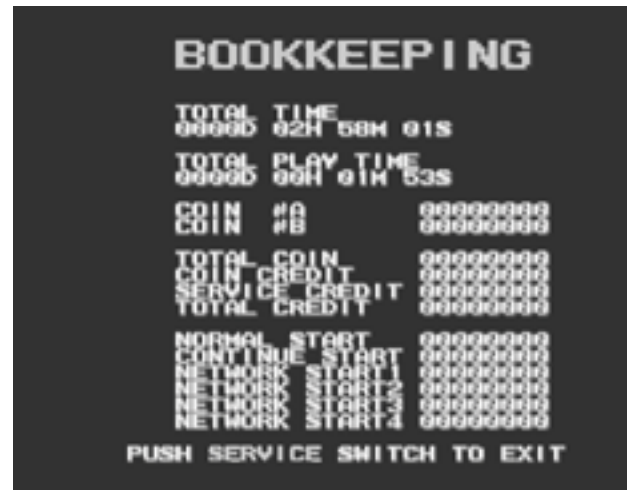 BOOKKEEPING
TOTAL TIME
0000D 02H 58M 01S
TOTAL PLAY TIME
0000D 00H 01M 53S
COIN #A 00000000
COIN #B 00000000
TOTAL COIN 00000000
COIN CREDIT 00000000
SERVICE CREDIT 00000000
TOTAL CREDIT 00000000
NORMAL START 00000000
CONTINUE START 00000000
NETWORK START1 00000000
NETWORK START2 00000000
NETWORK START3 00000000
NETWORK START4 00000000
PUSH SERVICE SWITCH TO EXIT